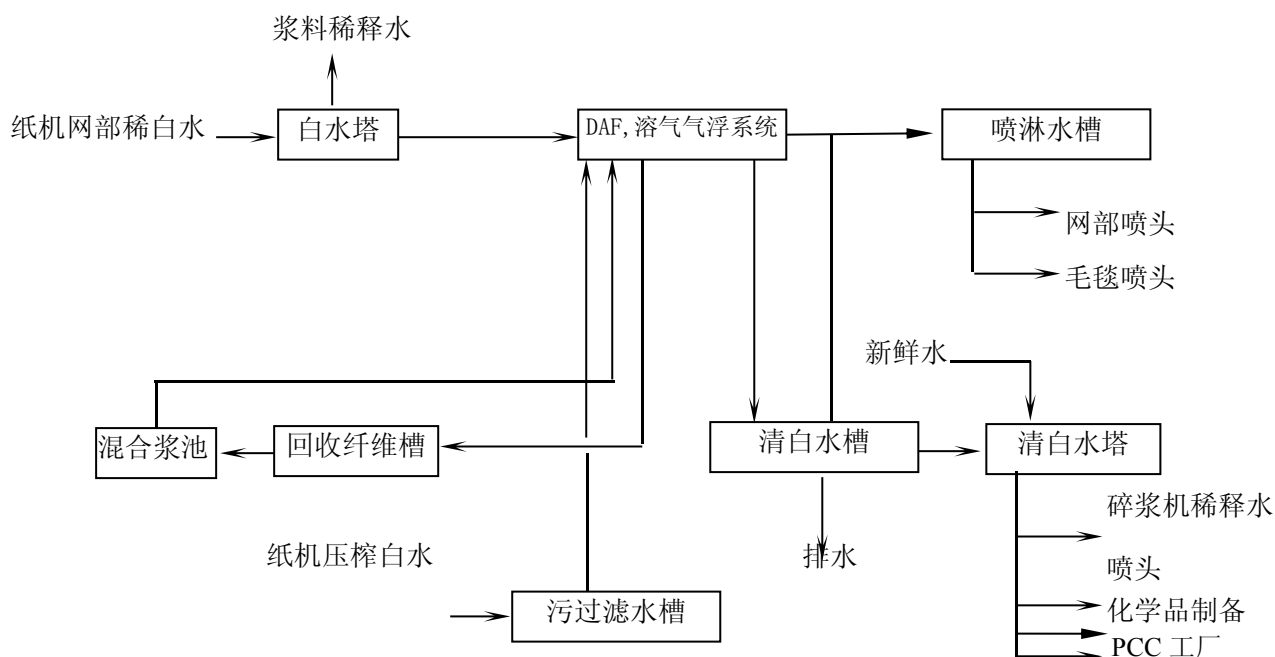 浆料稀释水
纸机网部稀白水
白水塔
DAF,溶气气浮系统
喷淋水槽
网部喷头
毛毯喷头
新鲜水
混合浆池
回收纤维槽
清白水槽
清白水塔
碎浆机稀释水
纸机压榨白水
排水
喷头
污过滤水槽
化学品制备
PCC 工厂